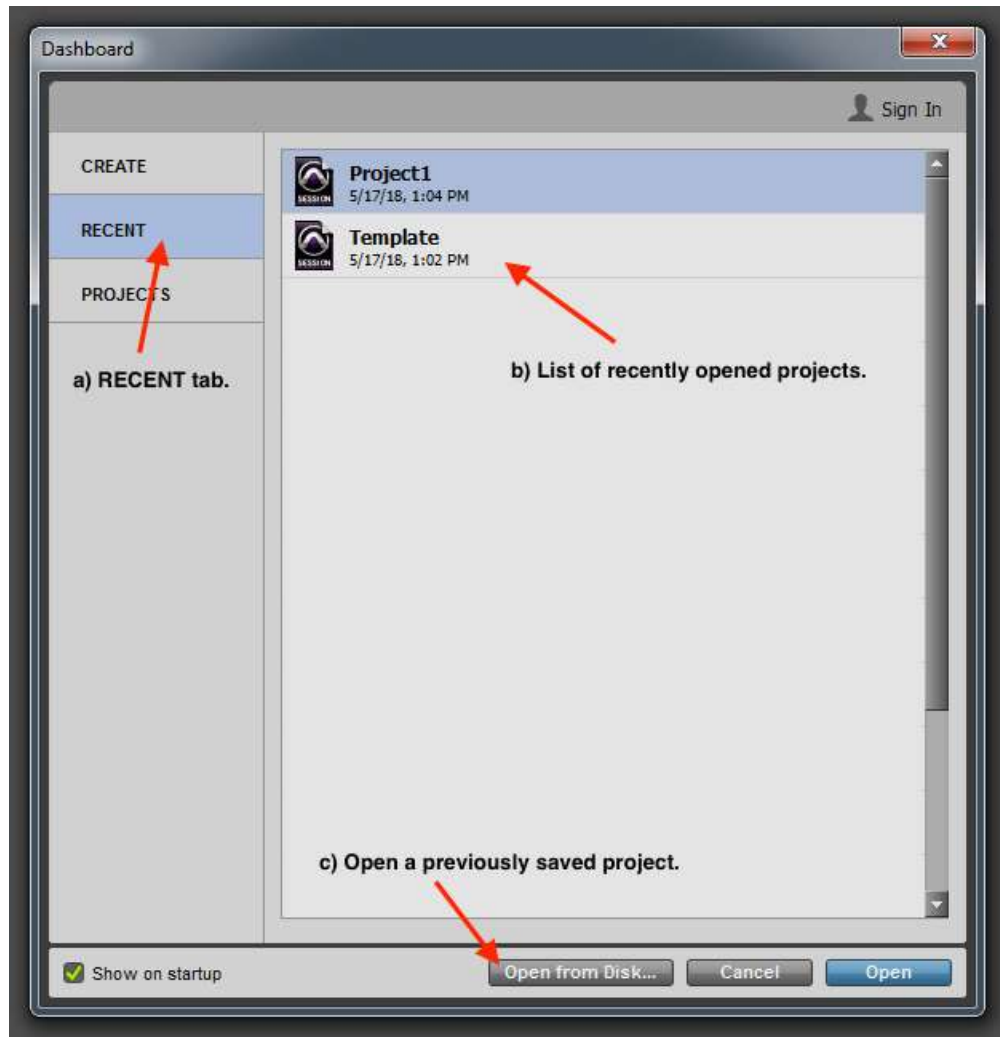 Dashboard
Sign In
CREATE
RECENT
PROJECTS
a) RECENT tab.
SESSION
Project1
5/17/18, 1:04 PM
SESSION
Template
5/17/18, 1:02 PM
b) List of recently opened projects.
c) Open a previously saved project.
Show on startup
Open from Disk...
Cancel
Open